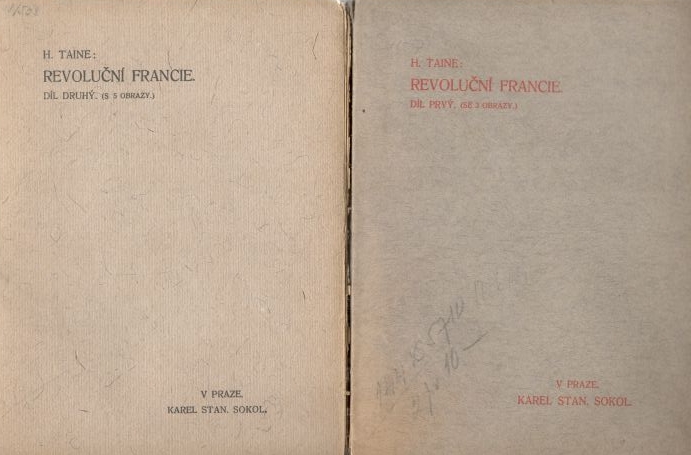 H. TAINE:
REVOLUČNÍ FRANCIE.
DÍL DRUHÝ. (S 5 OBRAZY.)
V PRAZE.
KAREL STAN. SOKOL.
H. TAINE:
REVOLUČNÍ FRANCIE.
DÍL PRVÝ. (SE 3 OBRAZY.)
V PRAZE.
KAREL STAN. SOKOL.